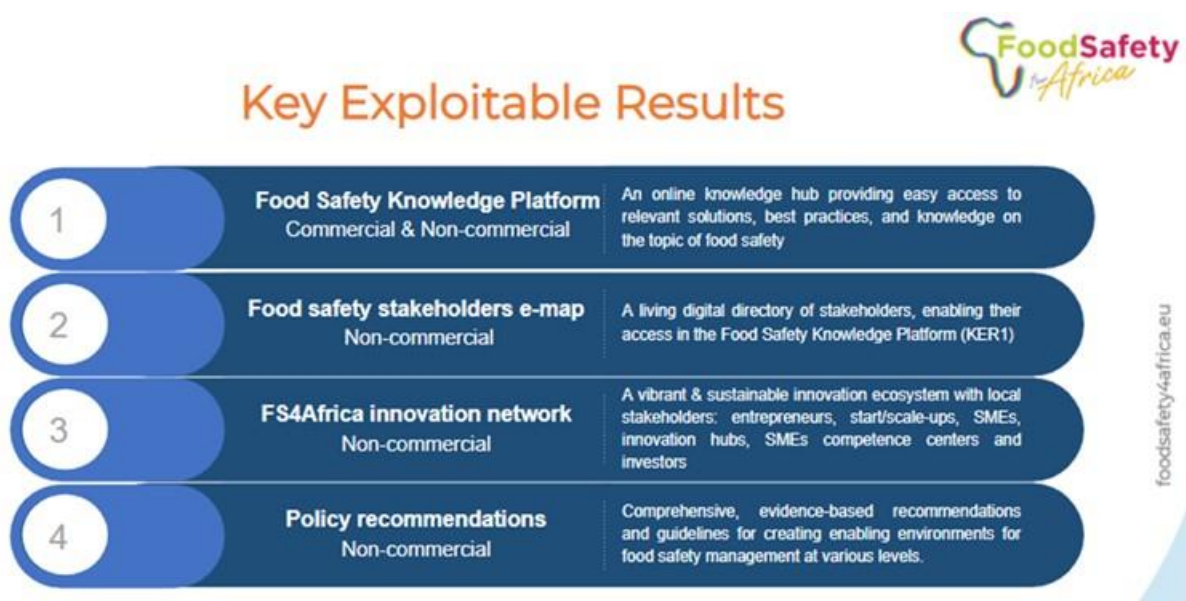 FoodSafety
for Africa
Key Exploitable Results
1
Food Safety Knowledge Platform
Commercial & Non-commercial
An online knowledge hub providing easy access to
relevant solutions, best practices, and knowledge on
the topic of food safety
2
Food safety stakeholders e-map
Non-commercial
A living digital directory of stakeholders, enabling their
access in the Food Safety Knowledge Platform (KER1)
3
FS4Africa innovation network
Non-commercial
A vibrant & sustainable innovation ecosystem with local
stakeholders: entrepreneurs, start/scale-ups, SMEs,
innovation hubs, SMEs competence centers and
investors
4
Policy recommendations
Non-commercial
Comprehensive, evidence-based recommendations
and guidelines for creating enabling environments for
food safety management at various levels.
foodsafety4africa.eu